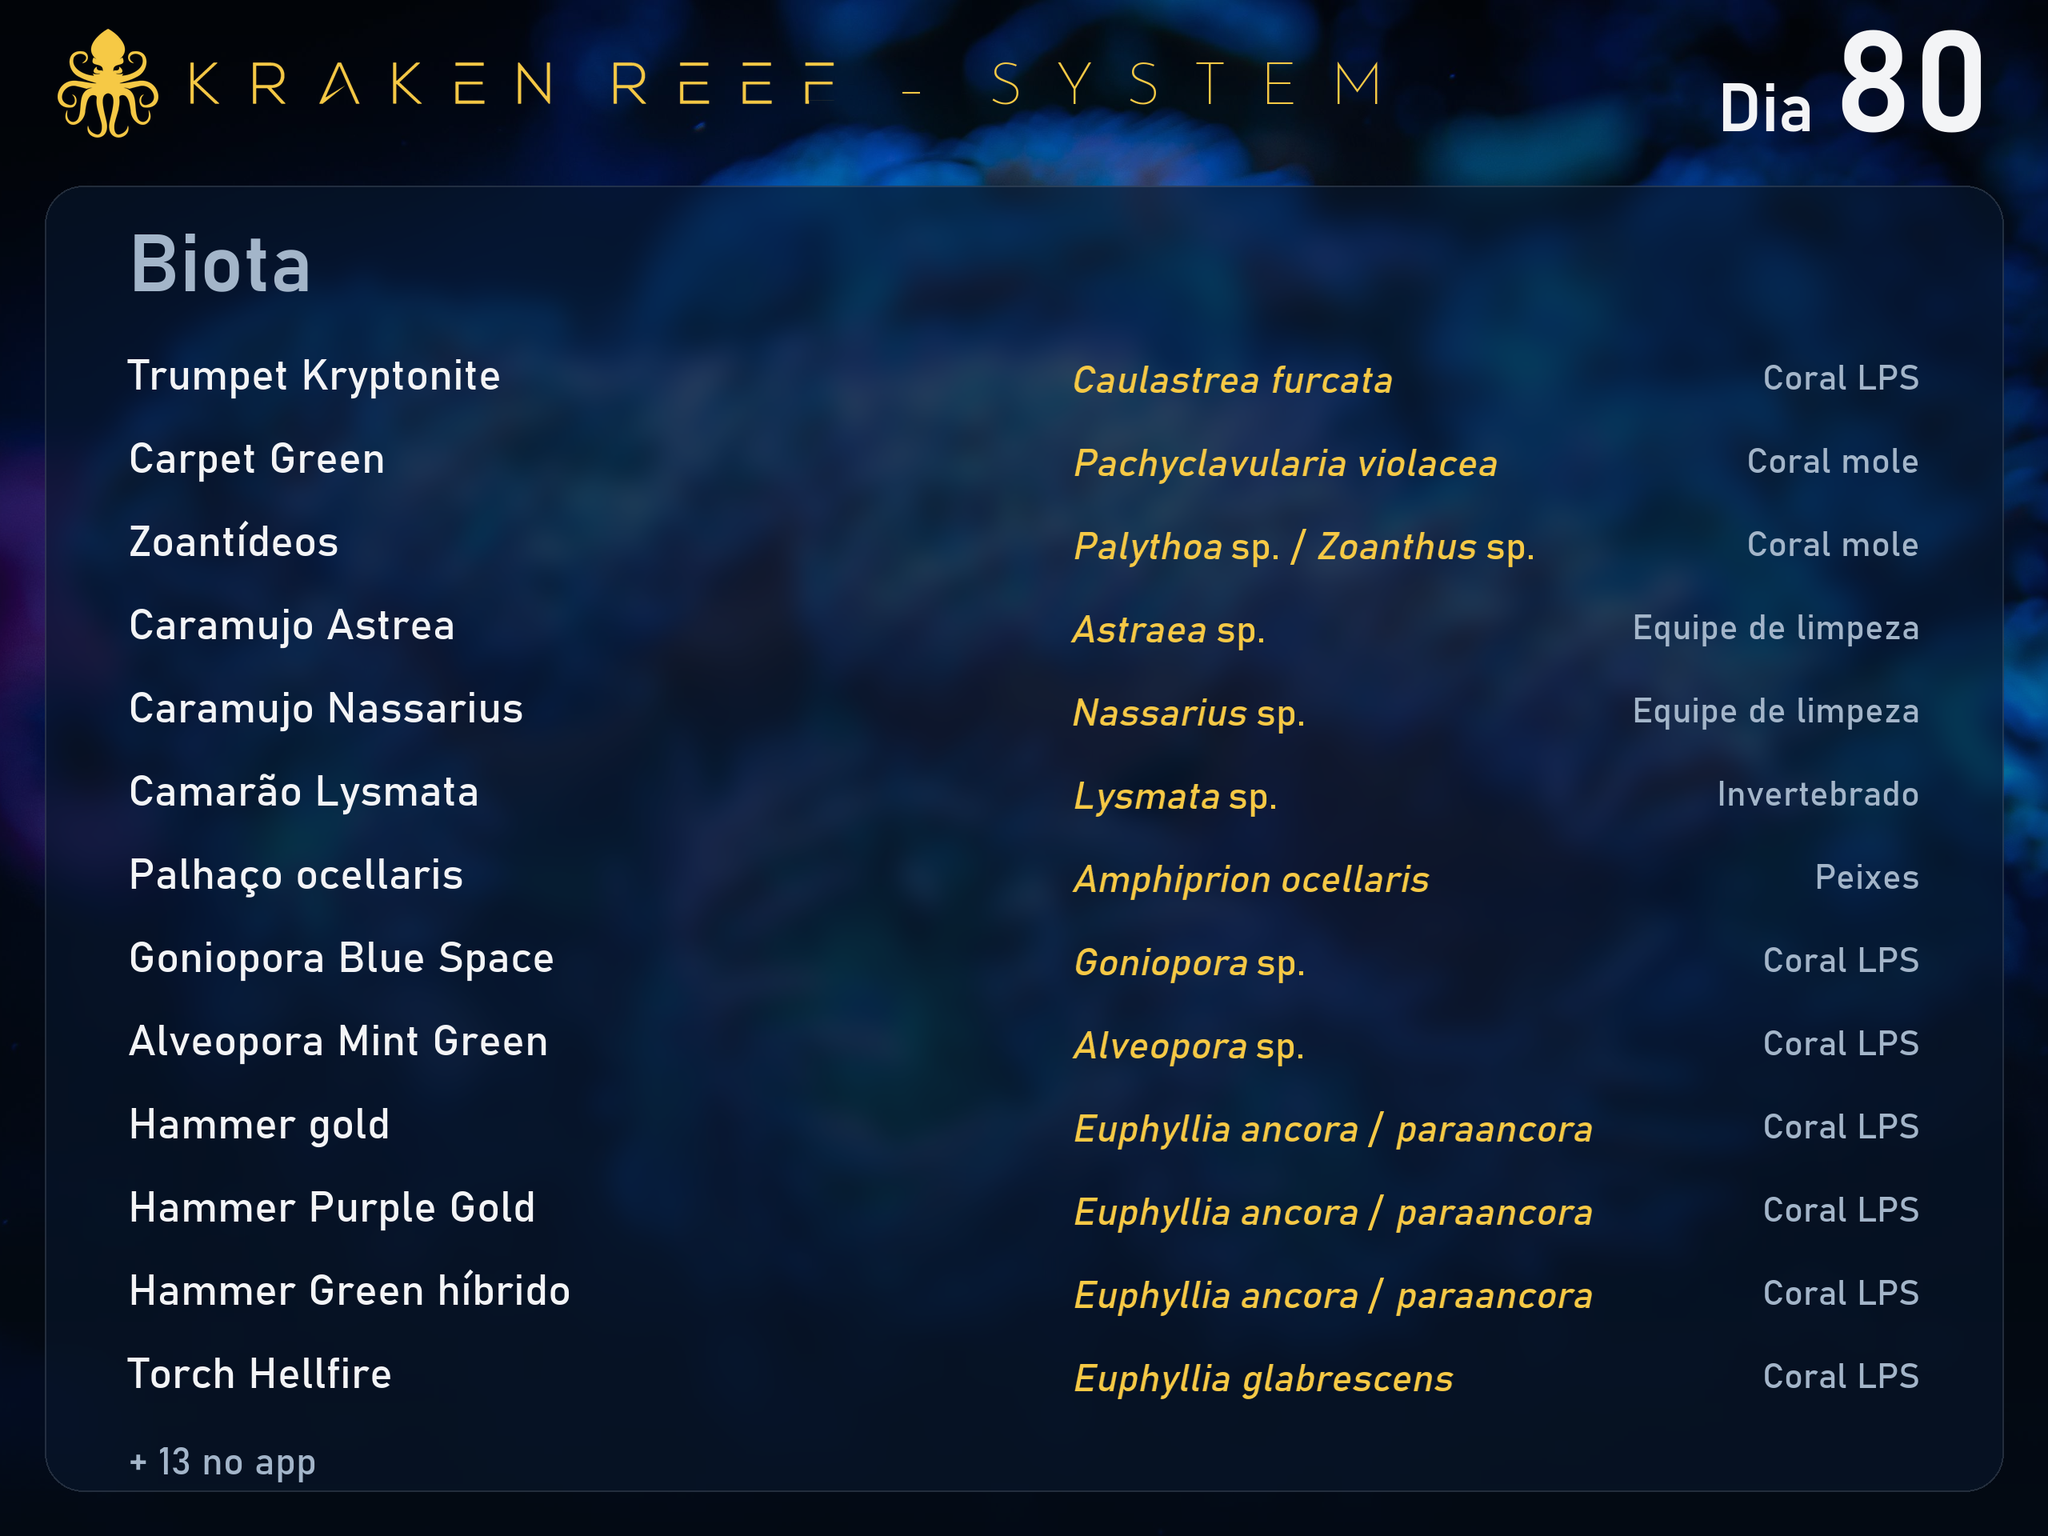 KRAKEN REEF - SYSTEM
Dia 80
Biota
Trumpet Kryptonite Caulastrea furcata Coral LPS
Carpet Green Pachyclavularia violacea Coral mole
Zoantídeos Palythoa sp. / Zoanthus sp. Coral mole
Caramujo Astrea Astraea sp. Equipe de limpeza
Caramujo Nassarius Nassarius sp. Equipe de limpeza
Camarão Lysmata Lysmata sp. Invertebrado
Palhaço ocellaris Amphiprion ocellaris Peixes
Goniopora Blue Space Goniopora sp. Coral LPS
Alveopora Mint Green Alveopora sp. Coral LPS
Hammer gold Euphyllia ancora / paraancora Coral LPS
Hammer Purple Gold Euphyllia ancora / paraancora Coral LPS
Hammer Green híbrido Euphyllia ancora / paraancora Coral LPS
Torch Hellfire Euphyllia glabrescens Coral LPS
+ 13 no app